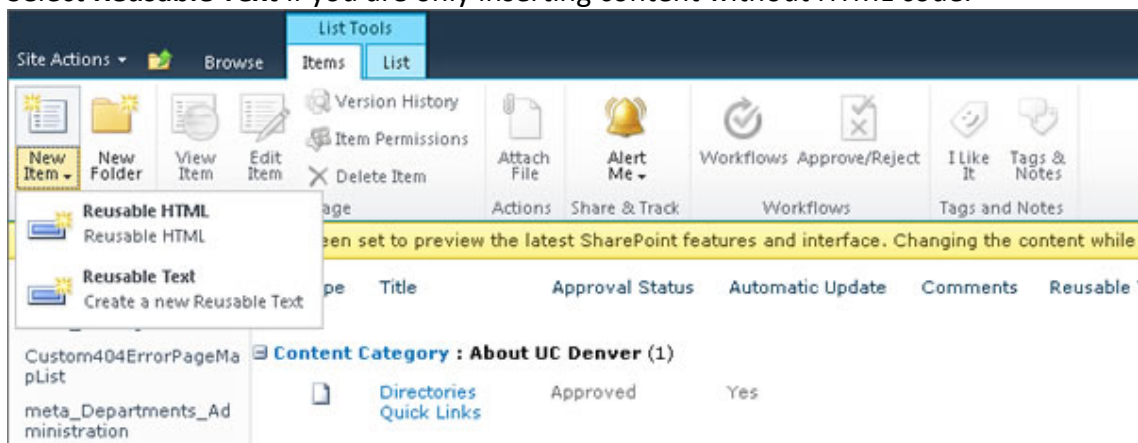 Select Reusable Text if you are only inserting content without HTML code.
List Tools
Site Actions Browse Items List
New Item New Folder View Item Edit Item Version History Item Permissions Delete Item Attach File Alert Me Workflows Approve/Reject I Like It Tags & Notes
age Actions Share & Track Workflows Tags and Notes
Reusable HTML
Reusable HTML
een set to preview the latest SharePoint features and interface. Changing the content while
Reusable Text
Create a new Reusable Text
pe Title Approval Status Automatic Update Comments Reusable
Custom404ErrorPageMa
pList
Content Category : About UC Denver (1)
meta_Departments_Ad
ministration
Directories
Quick Links
Approved Yes